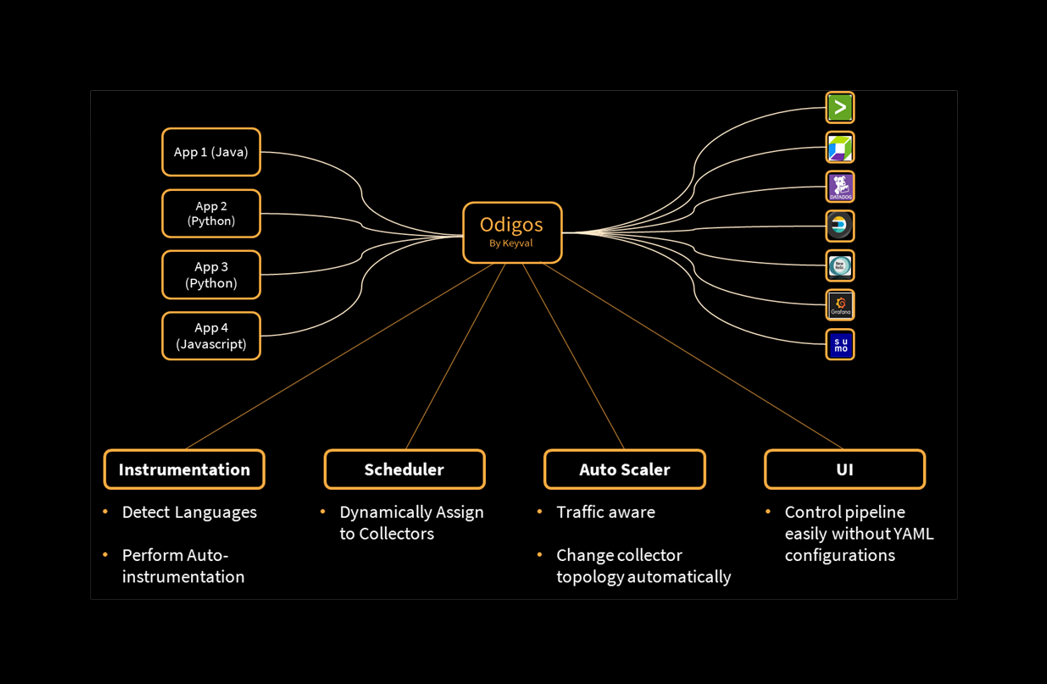 App 1 (Java)
App 2
(Python)
App 3
(Python)
App 4
(Javascript)
Odigos
By Keyval
>
DATADOG
New
Relic
Grafana
su
mo
Instrumentation
• Detect Languages
• Perform Auto-
instrumentation
Scheduler
• Dynamically Assign
to Collectors
Auto Scaler
• Traffic aware
• Change collector
topology automatically
UI
• Control pipeline
easily without YAML
configurations